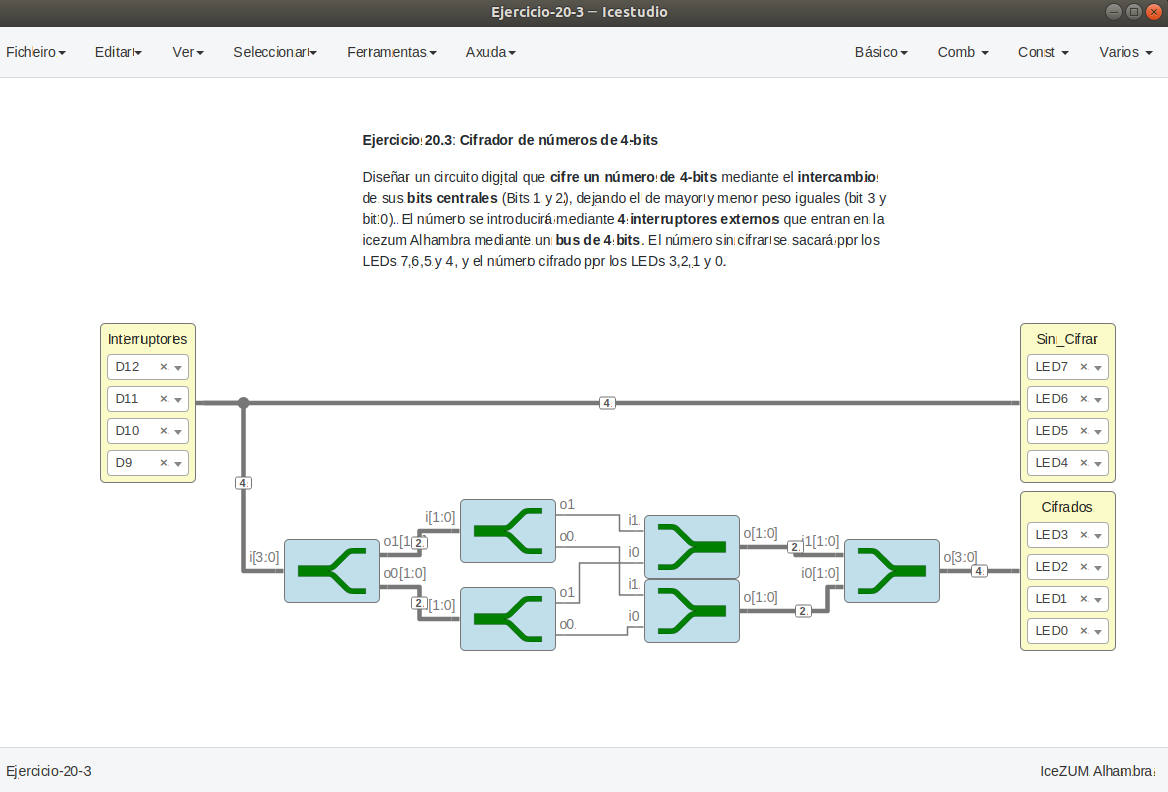 Ejercicio-20-3 — Icestudio
Ficheiro Editar Ver Seleccionar Ferramentas Axuda Básico Comb Const Varios
Ejercicio 20.3: Cifrador de números de 4-bits
Diseñar un circuito digital que cifre un número de 4-bits mediante el intercambio
de sus bits centrales (Bits 1 y 2), dejando el de mayor y menor peso iguales (bit 3 y
bit 0). El número se introducirá mediante 4 interruptores externos que entran en la
icezum Alhambra mediante un bus de 4-bits. El número sin cifrar se sacará por los
LEDs 7,6,5 y 4, y el número cifrado por los LEDs 3,2,1 y 0.
Interruptores
D12
D11
D10
D9
Sin_Cifrar
LED7
LED6
LED5
LED4
4
4
Cifrados
LED3
LED2
LED1
LED0
i[3:0]
o1[1:
2
o0[1:0]
2
i[1:0]
o1
o0
[1:0]
o1
o0
i1
i0
o[1:0]
i1
i0
o[1:0]
2
i1[1:0]
i0[1:0]
2
o[3:0]
4
Ejercicio-20-3
IceZUM Alhambra